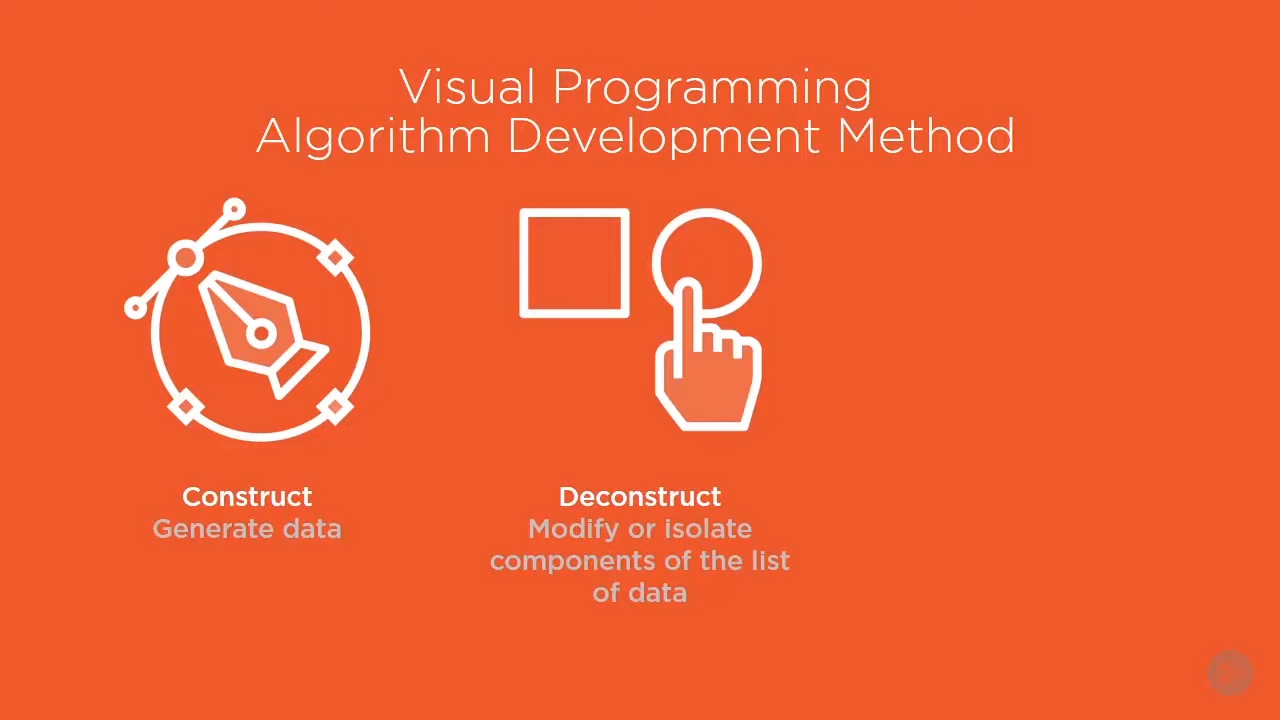 Visual Programming
Algorithm Development Method
Construct
Generate data
Deconstruct
Modify or isolate
components of the list
of data